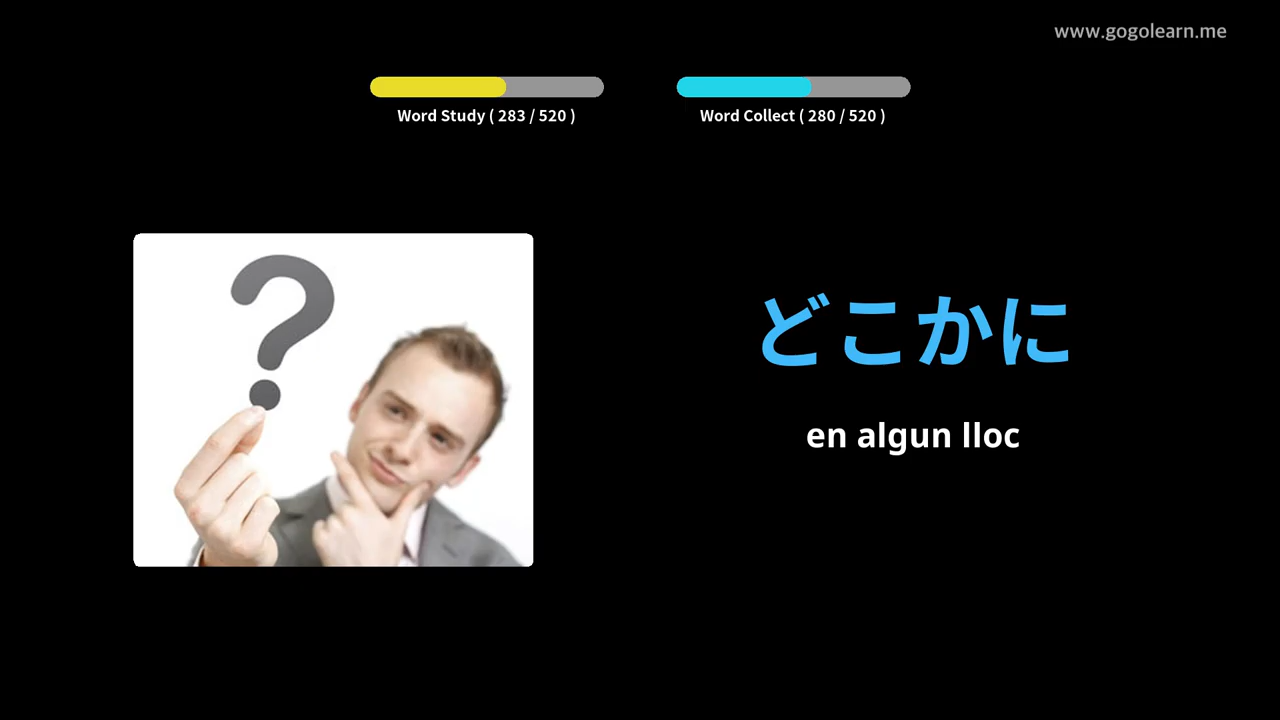 www.gogolearn.me
Word Study ( 283 / 520 )
Word Collect ( 280 / 520 )
どこかに
en algun lloc